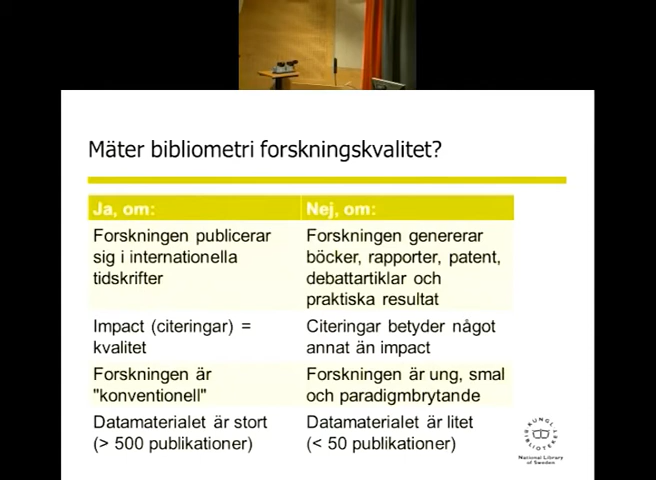 Mäter bibliometri forskningskvalitet?
Ja, om:
Nej, om:
Forskningen publicerar
sig i internationella
tidskrifter
Forskningen genererar
böcker, rapporter, patent,
debattartiklar och
praktiska resultat
Impact (citeringar) =
kvalitet
Citeringar betyder något
annat än impact
Forskningen är
"konventionell"
Forskningen är ung, smal
och paradigmbrytande
Datamaterialet är stort
(> 500 publikationer)
Datamaterialet är litet
(< 50 publikationer)
KUNGL.
BIBLIOTEKET
National Library
of Sweden